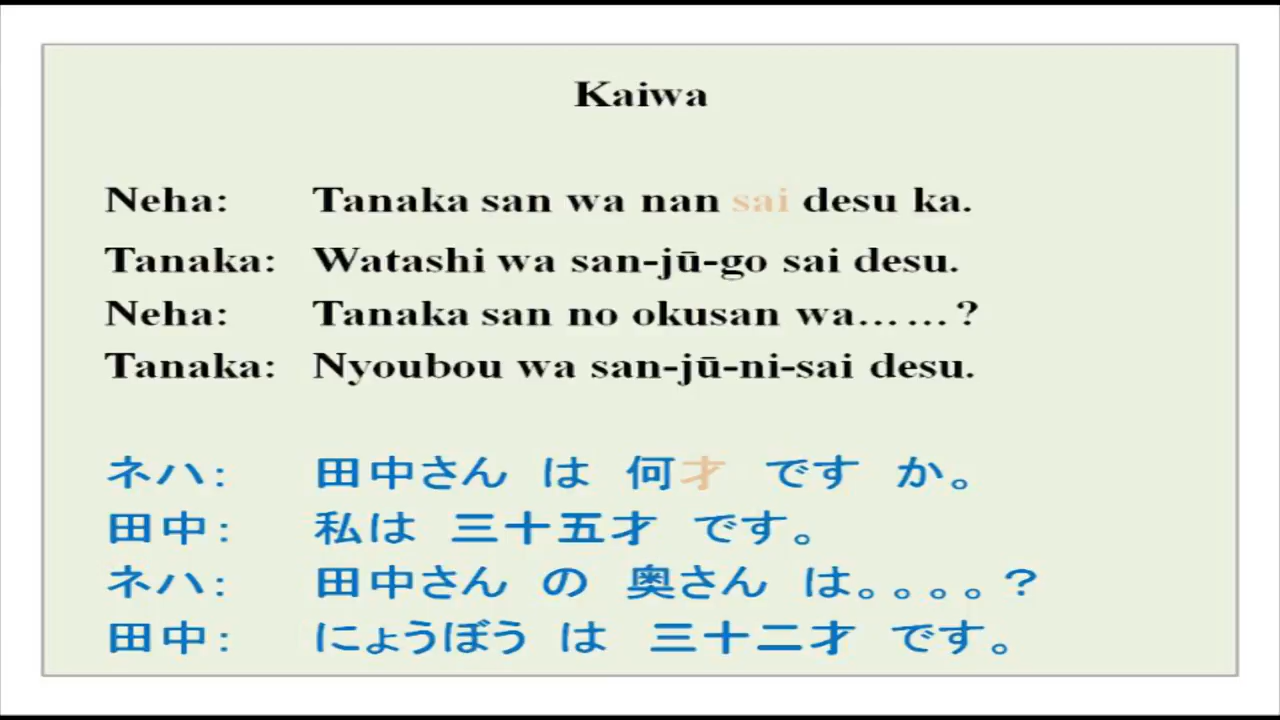 Kaiwa
Neha: Tanaka san wa nan sai desu ka.
Tanaka: Watashi wa san-jū-go sai desu.
Neha: Tanaka san no okusan wa……?
Tanaka: Nyoubou wa san-jū-ni-sai desu.
ネハ: 田中さん は 何才 です か。
田中: 私は 三十五才 です。
ネハ: 田中さん の 奥さん は。。。。?
田中: にょうぼう は 三十二才 です。